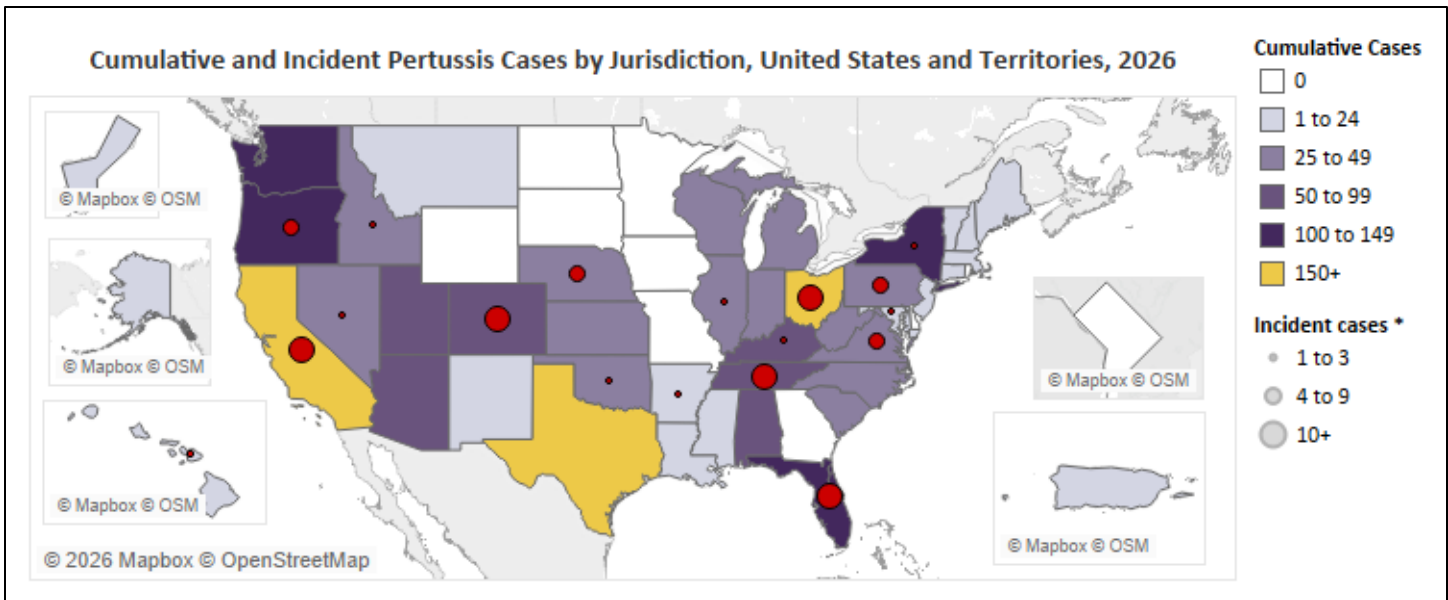 Cumulative and Incident Pertussis Cases by Jurisdiction, United States and Territories, 2026
© Mapbox © OSM
© Mapbox © OSM
© Mapbox © OSM
© 2026 Mapbox © OpenStreetMap
© Mapbox © OSM
© Mapbox © OSM
Cumulative Cases
0
1 to 24
25 to 49
50 to 99
100 to 149
150+
Incident cases *
1 to 3
4 to 9
10+